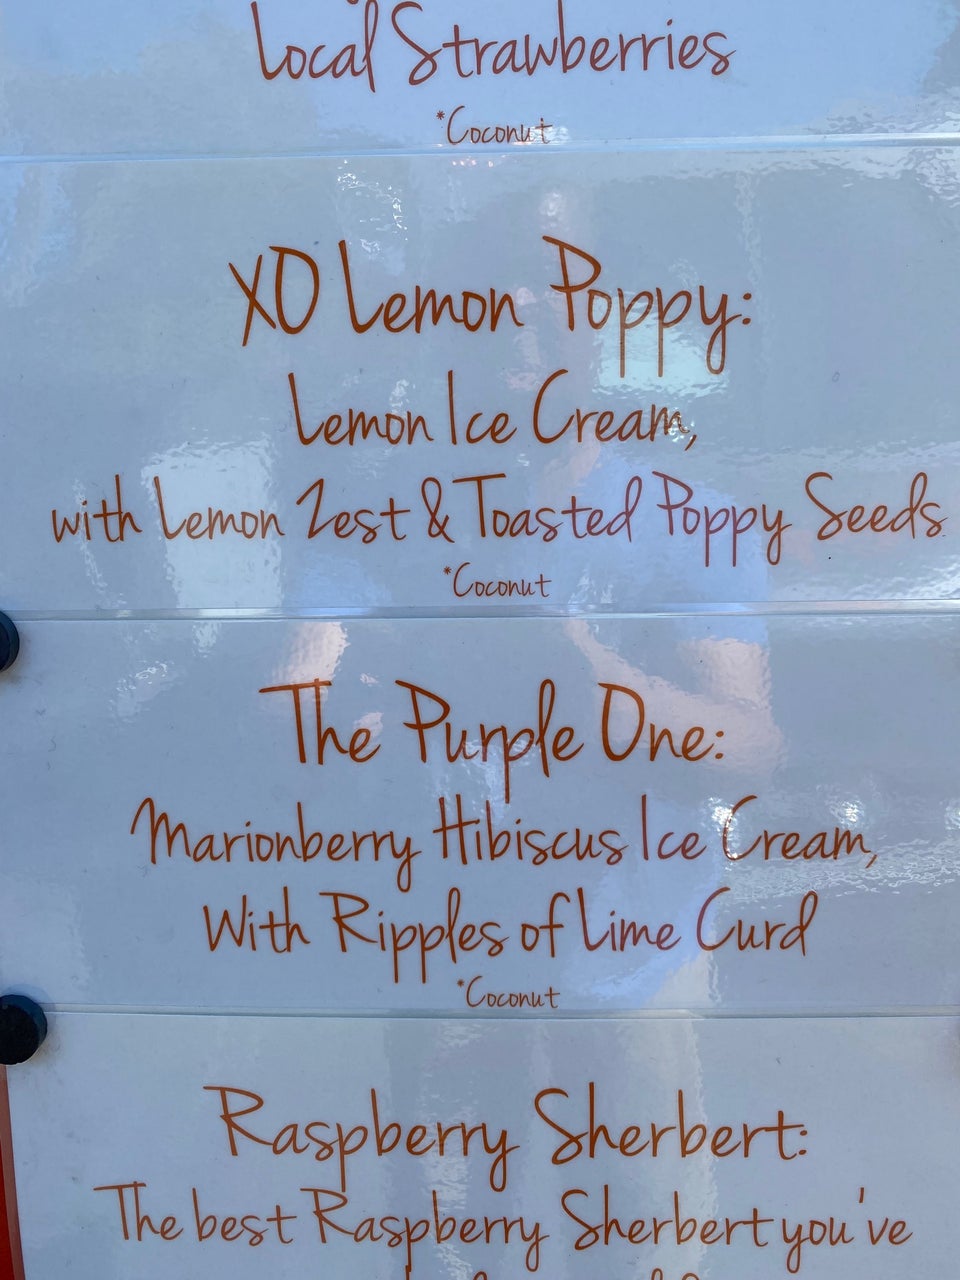 Local Strawberries
*Coconut
XO Lemon Poppy:
Lemon Ice Cream,
with Lemon Zest & Toasted Poppy Seeds.
*Coconut
The Purple One:
Marionberry Hibiscus Ice Cream,
With Ripples of Lime Curd
*Coconut
Raspberry Sherbert:
The best Raspberry Sherbert you've